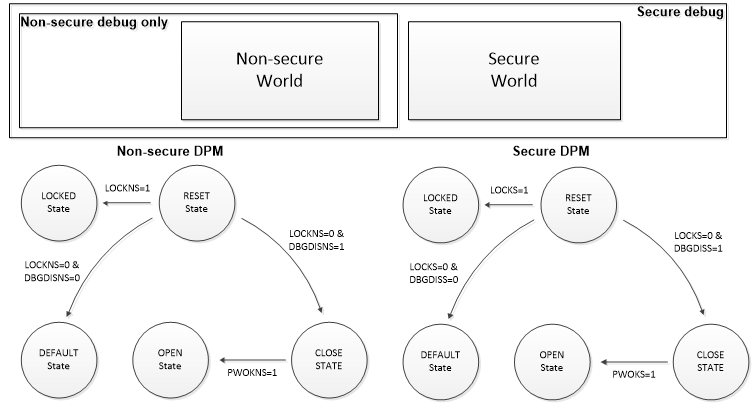 Non-secure debug only
Secure debug
Non-secure
World
Secure
World
Non-secure DPM
LOCKED
State
LOCKNS=1
RESET
State
LOCKNS=0 &
DBGDISNS=1
LOCKNS=0 &
DBGDISNS=0
DEFAULT
State
OPEN
State
PWOKNS=1
CLOSE
STATE
Secure DPM
LOCKED
State
LOCKS=1
RESET
State
LOCKS=0 &
DBGDISS=1
LOCKS=0 &
DBGDISS=0
DEFAULT
State
OPEN
State
PWOKS=1
CLOSE
STATE